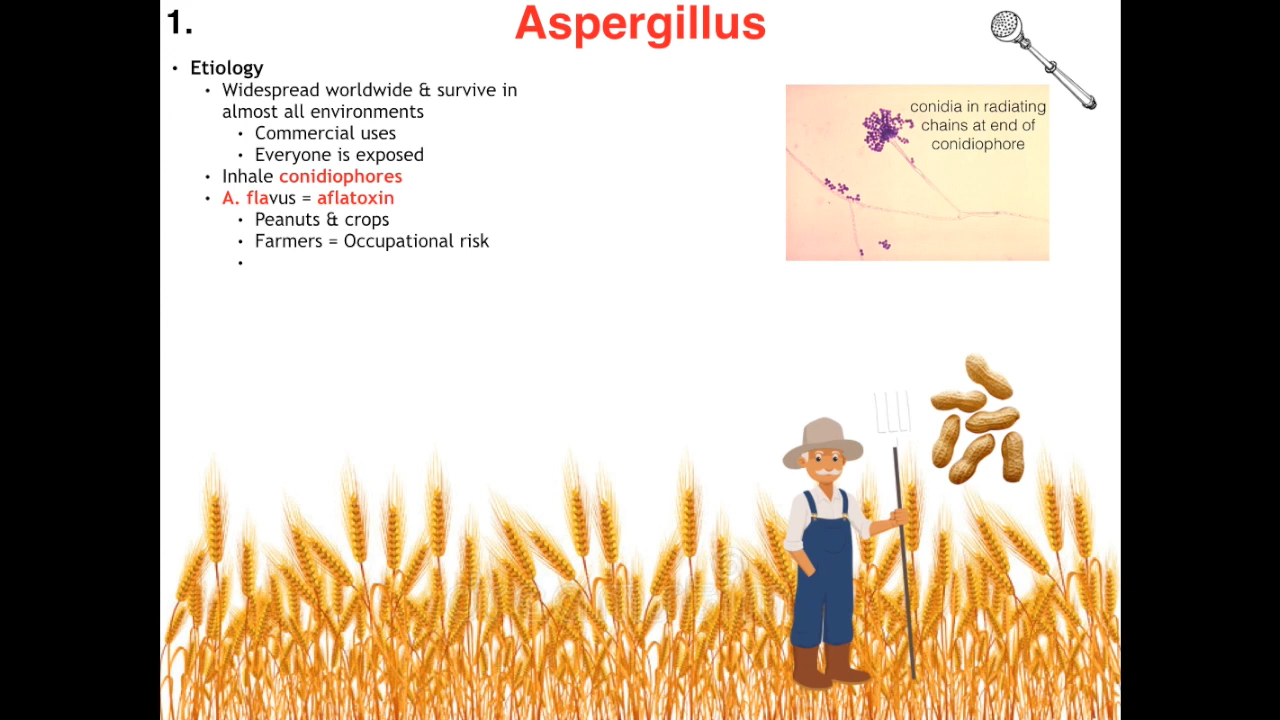 1.
Aspergillus
• Etiology
• Widespread worldwide & survive in
almost all environments
• Commercial uses
• Everyone is exposed
• Inhale conidiophores
• A. flavus = aflatoxin
• Peanuts & crops
• Farmers = Occupational risk
•
conidia in radiating
chains at end of
conidiophore